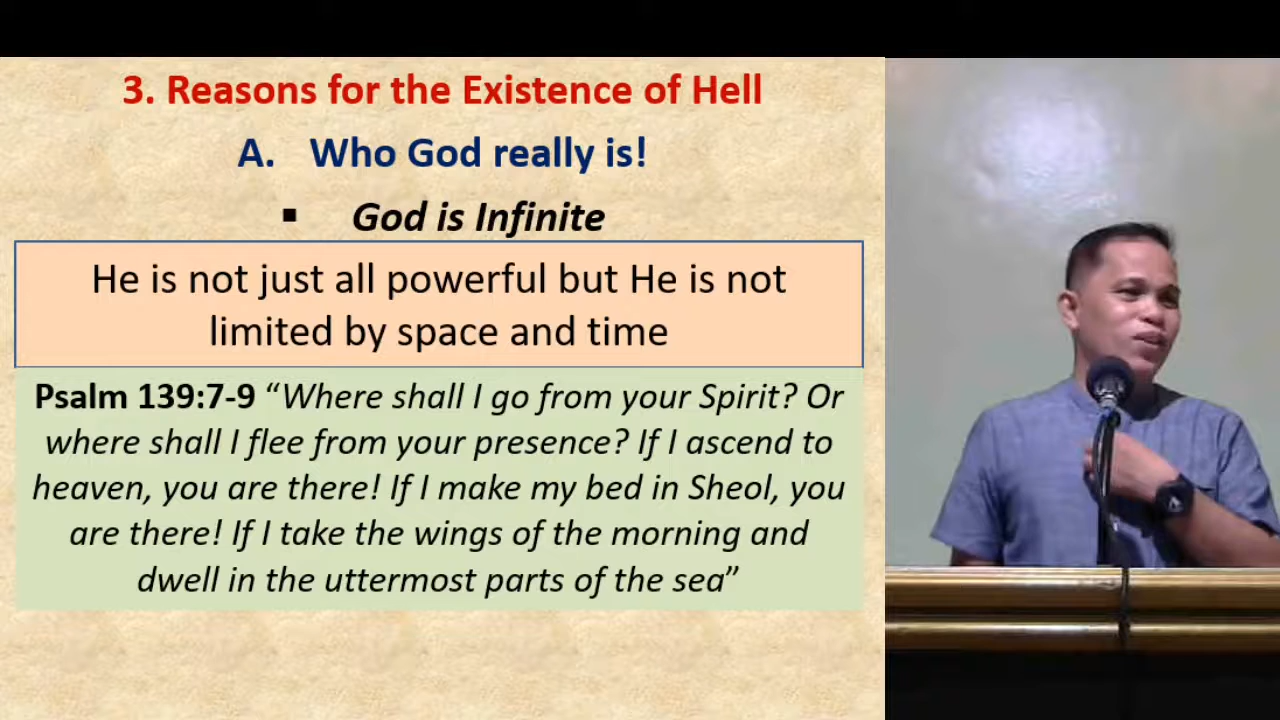 3. Reasons for the Existence of Hell
A. Who God really is!
▪ God is Infinite
He is not just all powerful but He is not
limited by space and time
Psalm 139:7-9 “Where shall I go from your Spirit? Or
where shall I flee from your presence? If I ascend to
heaven, you are there! If I make my bed in Sheol, you
are there! If I take the wings of the morning and
dwell in the uttermost parts of the sea”